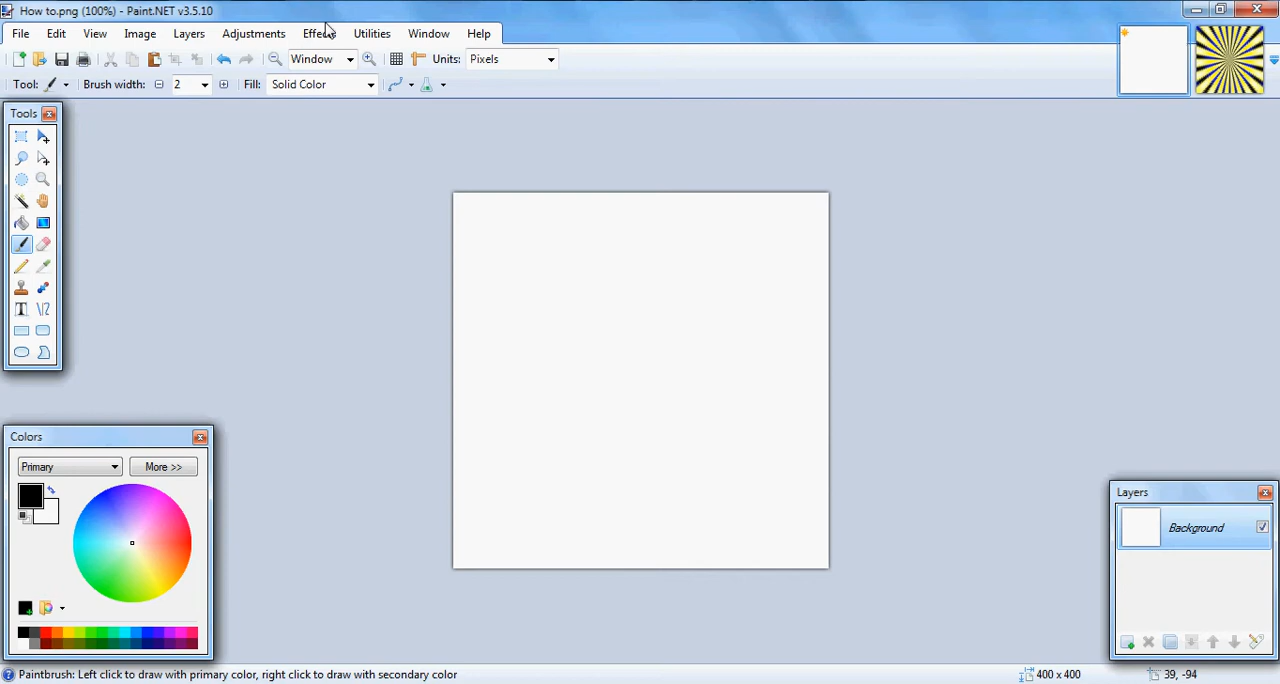 How to.png (100%) - Paint.NET v3.5.10
File Edit View Image Layers Adjustments Effects Utilities Window Help
Window Units: Pixels
Tool: Brush width: 2 Fill: Solid Color
Tools
Colors
Primary More >>
Layers
Background
Paintbrush: Left click to draw with primary color, right click to draw with secondary color 400 x 400 39, -94